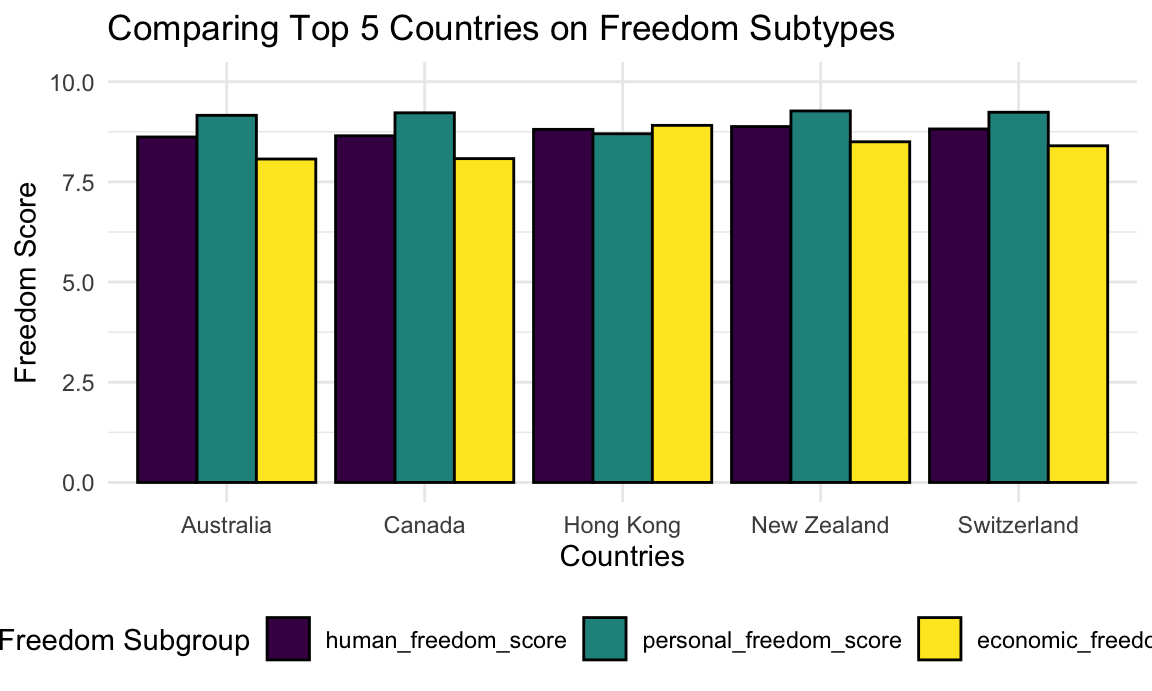 Comparing Top 5 Countries on Freedom Subtypes
10.0
7.5
5.0
2.5
0.0
Freedom Score
Australia Canada Hong Kong New Zealand Switzerland
Countries
Freedom Subgroup human_freedom_score personal_freedom_score economic_freedo